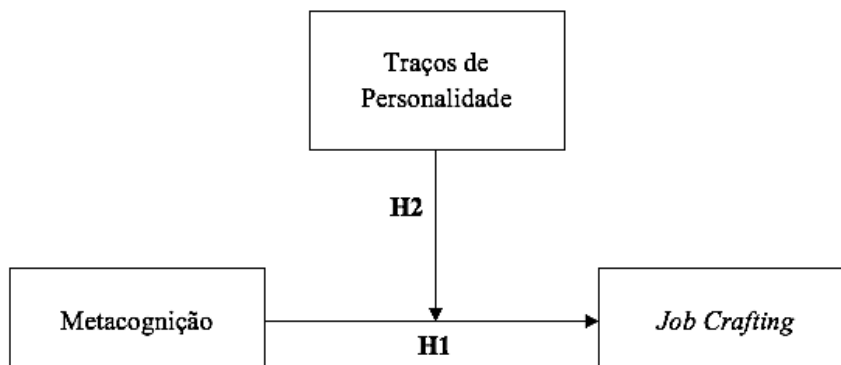 Traços de
Personalidade
H2
Metacognição
Job Crafting
H1